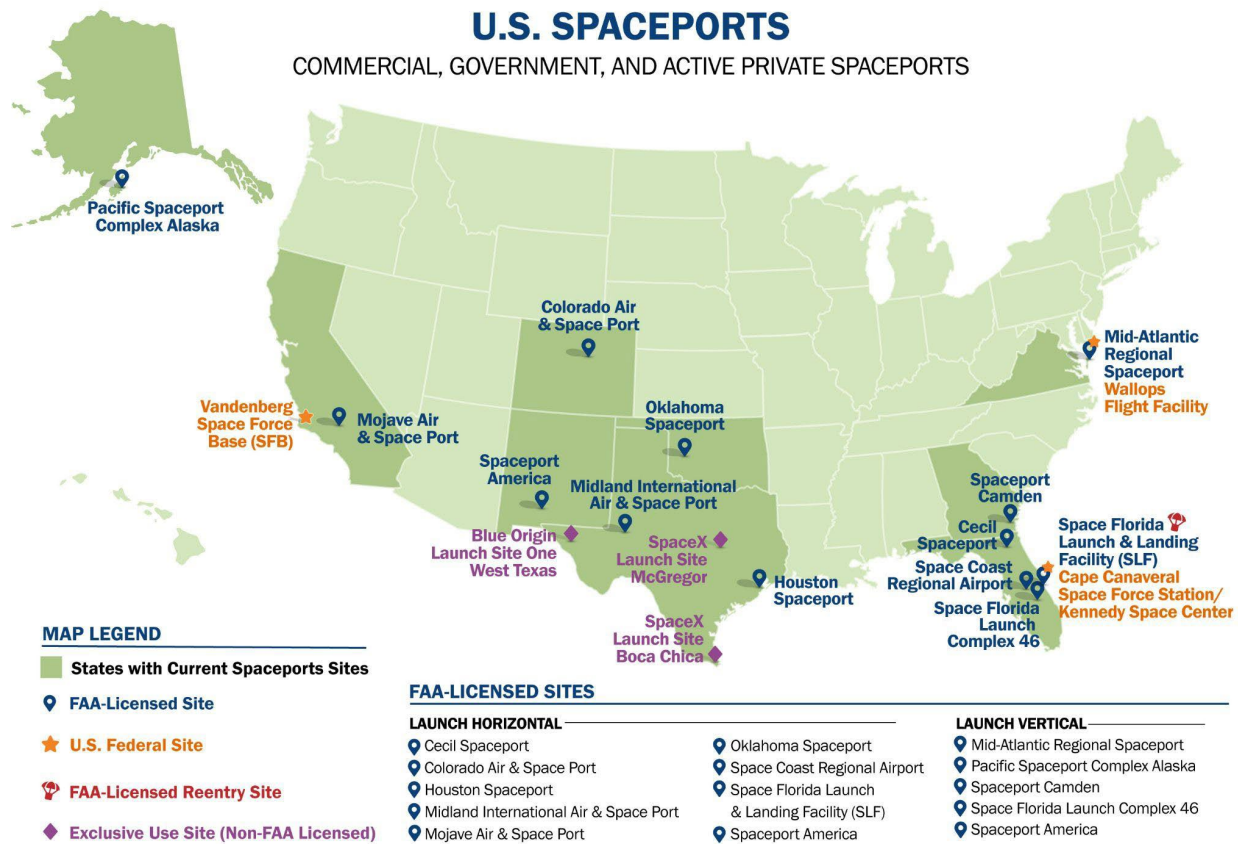 U.S. SPACEPORTS
COMMERCIAL, GOVERNMENT, AND ACTIVE PRIVATE SPACEPORTS
Pacific Spaceport
Complex Alaska
Colorado Air
& Space Port
Mid-Atlantic
Regional
Spaceport
Wallops
Flight Facility
Vandenberg
Space Force
Base (SFB)
Mojave Air
& Space Port
Oklahoma
Spaceport
Spaceport
America
Midland International
Air & Space Port
Spaceport
Camden
Cecil
Spaceport
Space Florida
Launch & Landing
Facility (SLF)
Blue Origin
Launch Site One
West Texas
SpaceX
Launch Site
McGregor
Houston
Spaceport
Space Coast
Regional Airport
Cape Canaveral
Space Force Station/
Kennedy Space Center
Space Florida
Launch
Complex 46
SpaceX
Launch Site
Boca Chica
MAP LEGEND
States with Current Spaceports Sites
FAA-Licensed Site
U.S. Federal Site
FAA-Licensed Reentry Site
Exclusive Use Site (Non-FAA Licensed)
FAA-LICENSED SITES
LAUNCH HORIZONTAL
Cecil Spaceport
Colorado Air & Space Port
Houston Spaceport
Midland International Air & Space Port
Mojave Air & Space Port
Oklahoma Spaceport
Space Coast Regional Airport
Space Florida Launch
& Landing Facility (SLF)
Spaceport America
LAUNCH VERTICAL
Mid-Atlantic Regional Spaceport
Pacific Spaceport Complex Alaska
Spaceport Camden
Space Florida Launch Complex 46
Spaceport America